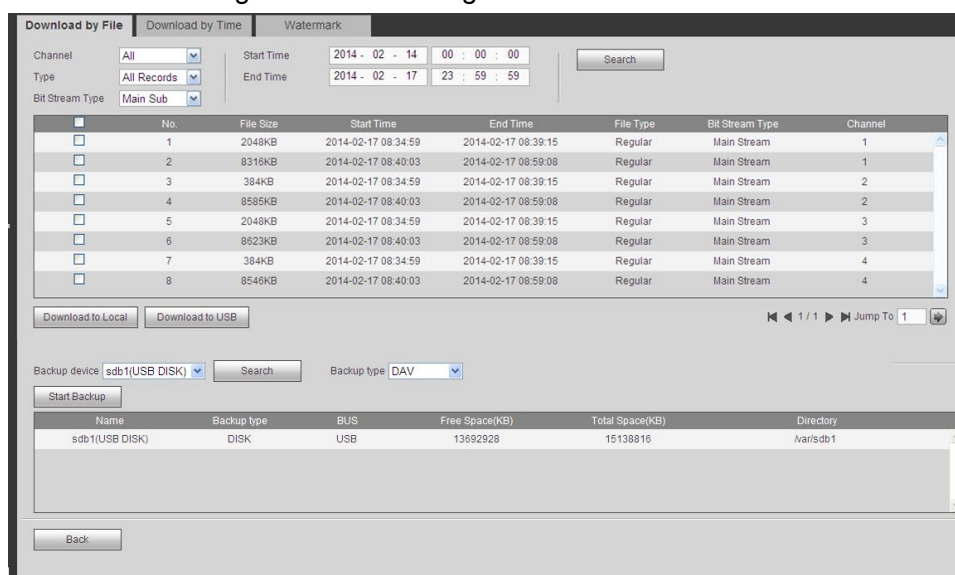 Download by File Download by Time Watermark
Channel All Start Time 2014 - 02 - 14 00 : 00 : 00 Search
Type All Records End Time 2014 - 02 - 17 23 : 59 : 59
Bit Stream Type Main Sub
No. File Size Start Time End Time File Type Bit Stream Type Channel
1 2048KB 2014-02-17 08:34:59 2014-02-17 08:39:15 Regular Main Stream 1
2 8316KB 2014-02-17 08:40:03 2014-02-17 08:59:08 Regular Main Stream 1
3 384KB 2014-02-17 08:34:59 2014-02-17 08:39:15 Regular Main Stream 2
4 8585KB 2014-02-17 08:40:03 2014-02-17 08:59:08 Regular Main Stream 2
5 2048KB 2014-02-17 08:34:59 2014-02-17 08:39:15 Regular Main Stream 3
6 8623KB 2014-02-17 08:40:03 2014-02-17 08:59:08 Regular Main Stream 3
7 384KB 2014-02-17 08:34:59 2014-02-17 08:39:15 Regular Main Stream 4
8 8546KB 2014-02-17 08:40:03 2014-02-17 08:59:08 Regular Main Stream 4
Download to Local Download to USB 1 / 1 Jump To 1
Backup device sdb1(USB DISK) Search Backup type DAV
Start Backup
Name Backup type BUS Free Space(KB) Total Space(KB) Directory
sdb1(USB DISK) DISK USB 13692928 15138816 /var/sdb1
Back